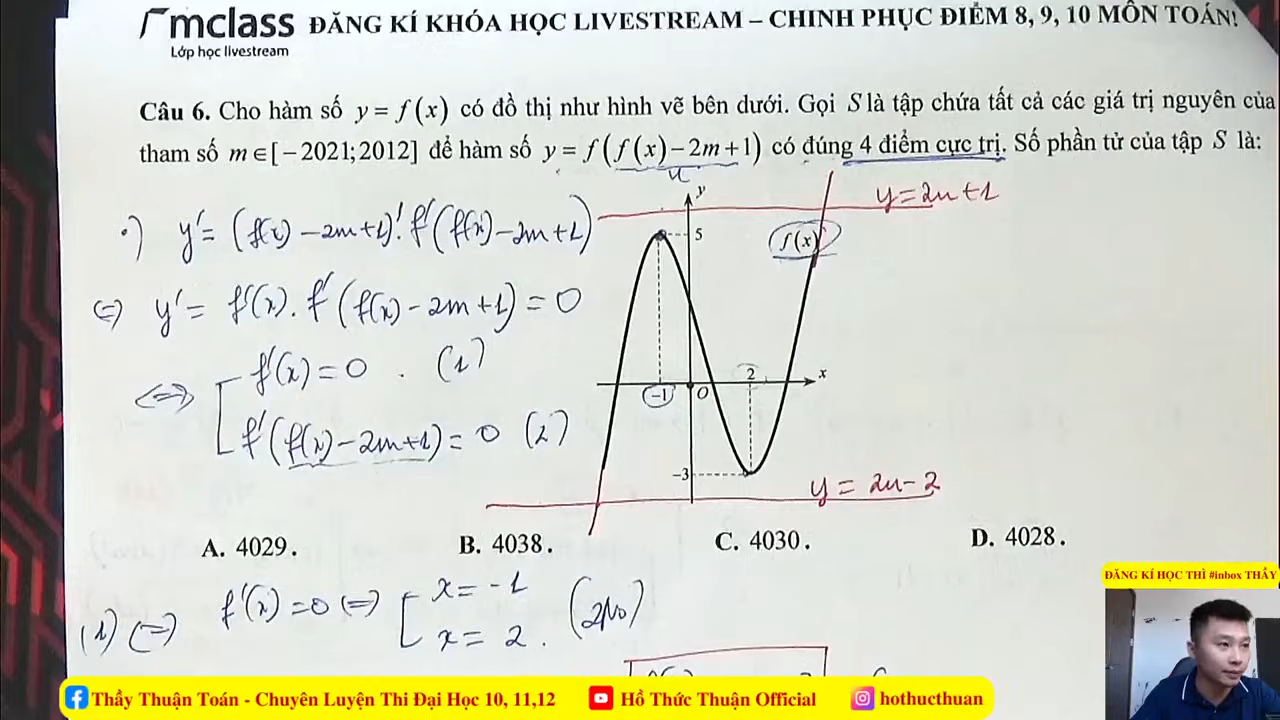 mclass ĐĂNG KÍ KHÓA HỌC LIVESTREAM – CHINH PHỤC ĐIỂM 8, 9, 10 MÔN TOÁN!
Lớp học livestream
Câu 6. Cho hàm số y = f(x) có đồ thị như hình vẽ bên dưới. Gọi S là tập chứa tất cả các giá trị nguyên của
tham số m ∈ [−2021;2012] để hàm số y = f(f(x)−2m+1) có đúng 4 điểm cực trị. Số phần tử của tập S là:
u
y = 2m+1
y
•) y' = (f(x) − 2m+1)'. f'(f(x) − 2m+1)
5
f(x)
⇔ y' = f'(x). f'(f(x) − 2m+1) = 0
⇔ [ f'(x) = 0 . (1)
x
2
−1
O
f'(f(x) − 2m+1) = 0 (2)
−3
y = 2m − 2
A. 4029.
B. 4038.
C. 4030.
D. 4028.
ĐĂNG KÍ HỌC THÌ #inbox THẦY
(1) ⇔ f'(x) = 0 ⇔ [ x = −1
x = 2 .
(2No)
Thầy Thuận Toán - Chuyên Luyện Thi Đại Học 10, 11,12
Hồ Thức Thuận Official
hothucthuan